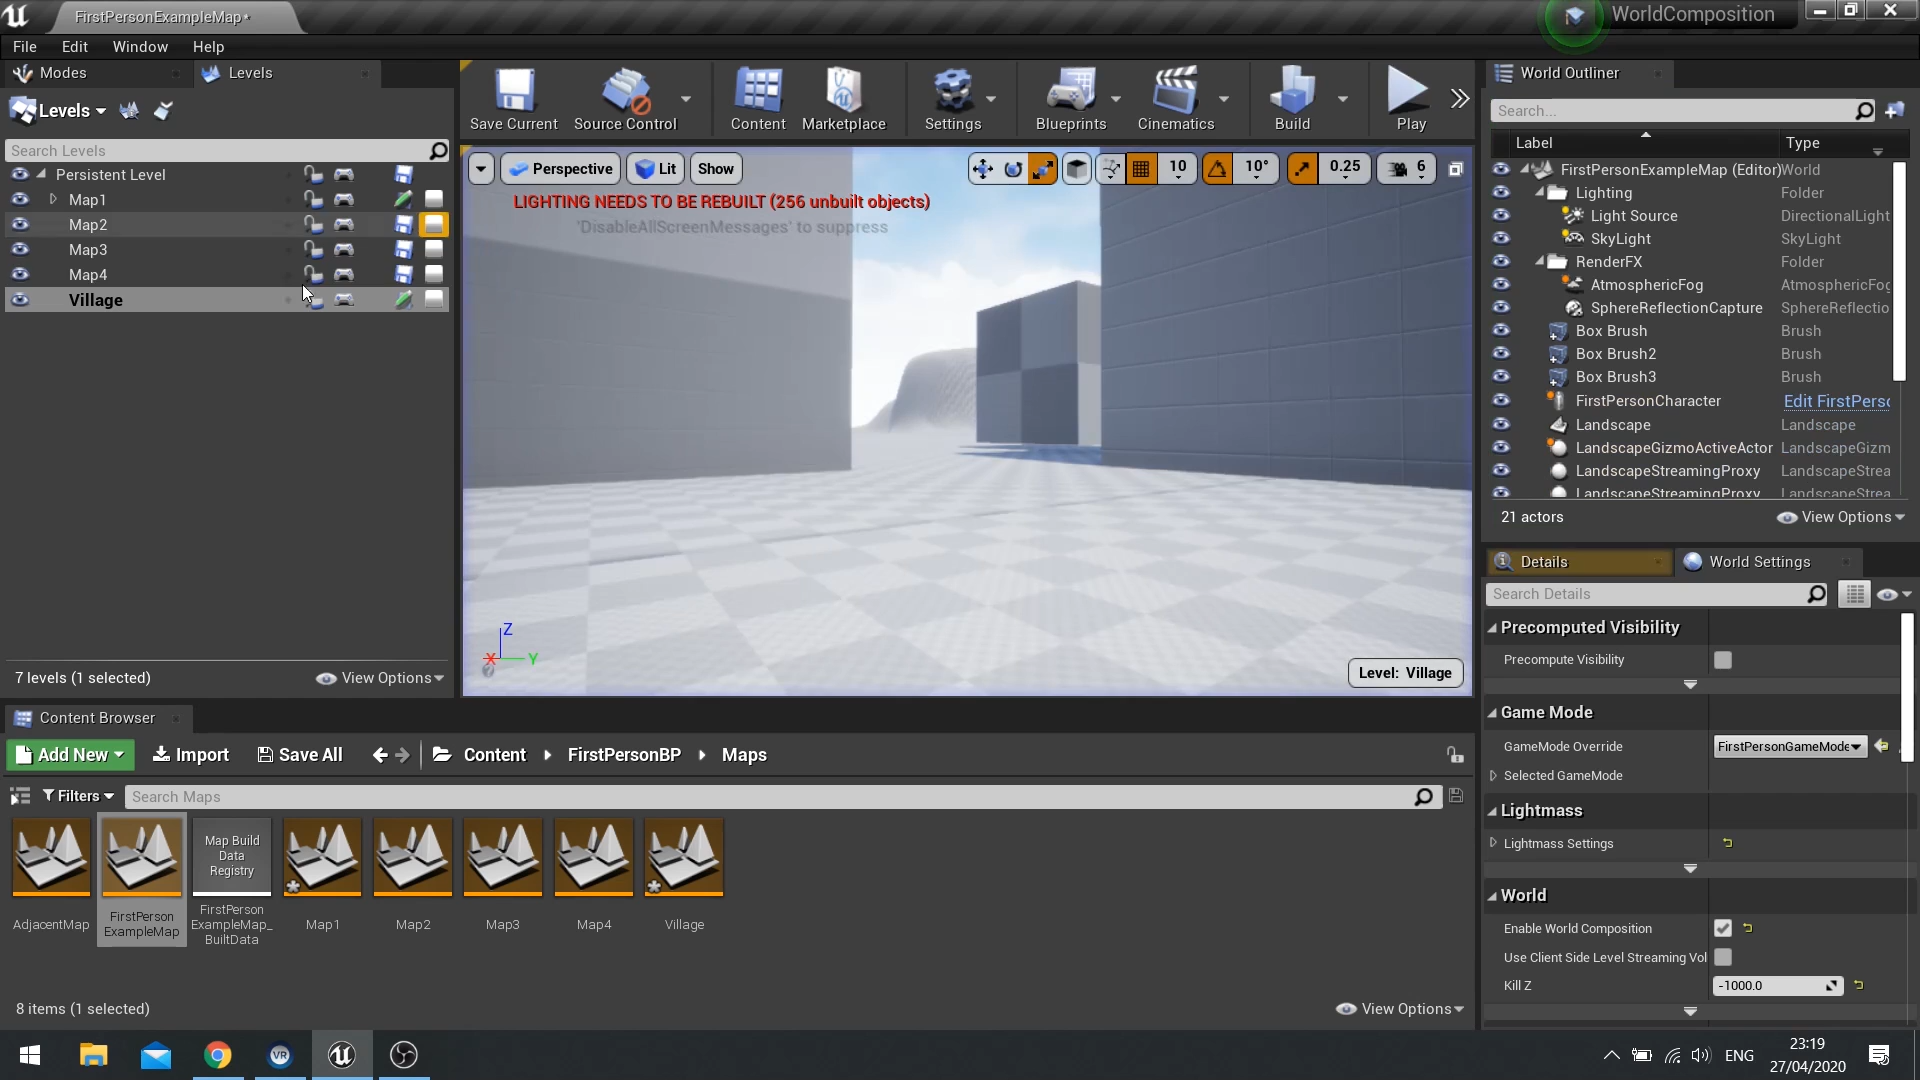 FirstPersonExampleMap*
WorldComposition
File Edit Window Help
Modes
Levels
Levels
Search Levels
Persistent Level
Map1
Map2
Map3
Map4
Village
7 levels (1 selected)
View Options
Save Current
Source Control
Content
Marketplace
Settings
Blueprints
Cinematics
Build
Play
Perspective
Lit
Show
10
10°
0.25
6
LIGHTING NEEDS TO BE REBUILT (256 unbuilt objects)
'DisableAllScreenMessages' to suppress
Z
X
Y
Level: Village
World Outliner
Search...
Label
Type
FirstPersonExampleMap (Editor) World
Lighting Folder
Light Source DirectionalLight
SkyLight SkyLight
RenderFX Folder
AtmosphericFog AtmosphericFog
SphereReflectionCapture SphereReflectio
Box Brush Brush
Box Brush2 Brush
Box Brush3 Brush
FirstPersonCharacter Edit FirstPerso
Landscape Landscape
LandscapeGizmoActiveActor LandscapeGizm
LandscapeStreamingProxy LandscapeStrea
LandscapeStreamingProxy LandscapeStrea
21 actors
View Options
Details
World Settings
Search Details
Precomputed Visibility
Precompute Visibility
Game Mode
GameMode Override FirstPersonGameMode
Selected GameMode
Lightmass
Lightmass Settings
World
Enable World Composition
Use Client Side Level Streaming Vol
Kill Z -1000.0
Content Browser
Add New
Import
Save All
Content
FirstPersonBP
Maps
Filters
Search Maps
AdjacentMap
FirstPerson
ExampleMap
Map Build
Data
Registry
FirstPerson
ExampleMap_
BuiltData
Map1
Map2
Map3
Map4
Village
8 items (1 selected)
View Options
VR
ENG
23:19
27/04/2020